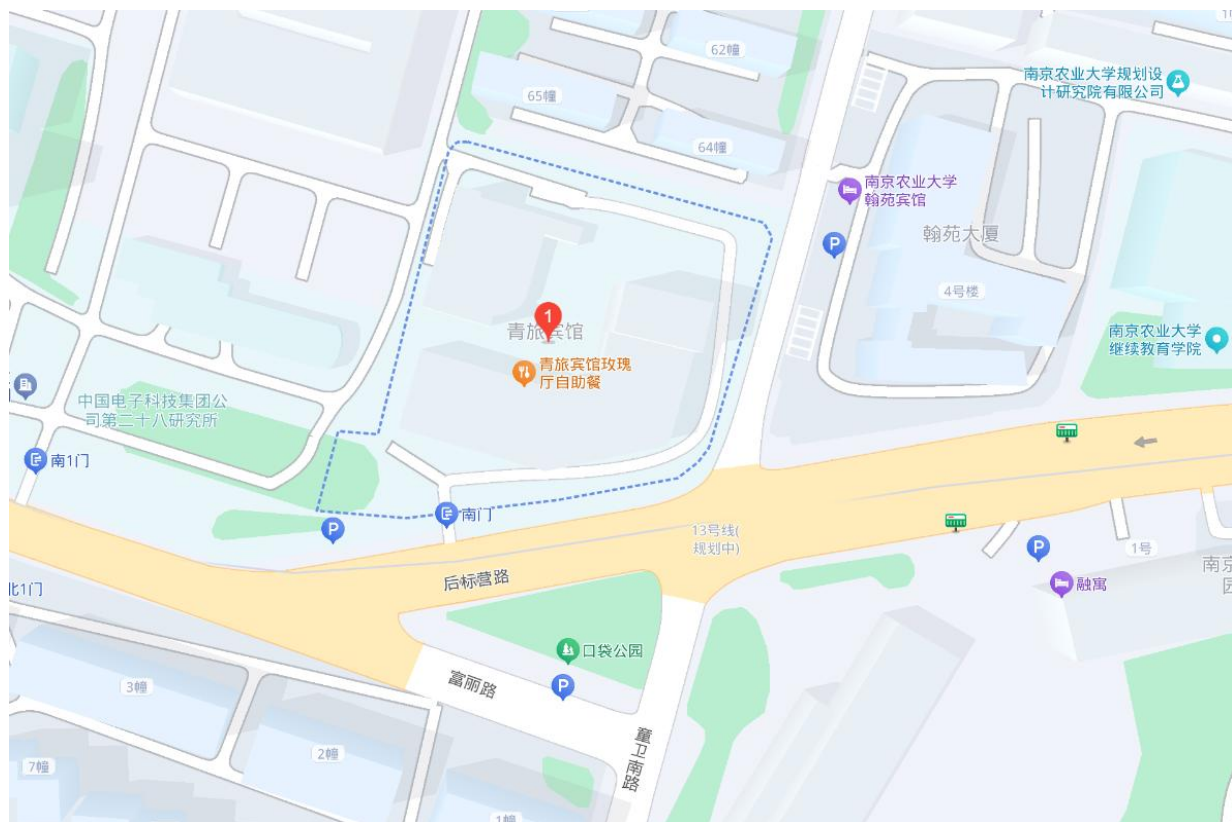 62幢
南京农业大学规划设
计研究院有限公司
65幢
64幢
南京农业大学
翰苑宾馆
P
翰苑大厦
4号楼
1
青旅宾馆
南京农业大学
继续教育学院
青旅宾馆玫瑰
厅自助餐
中国电子科技集团公
司第二十八研究所
南1门
南门
P
13号线(
规划中)
P
1号
南京
后标营路
融寓
北1门
口袋公园
富丽路
P
3幢
童卫南路
2幢
7幢
1幢